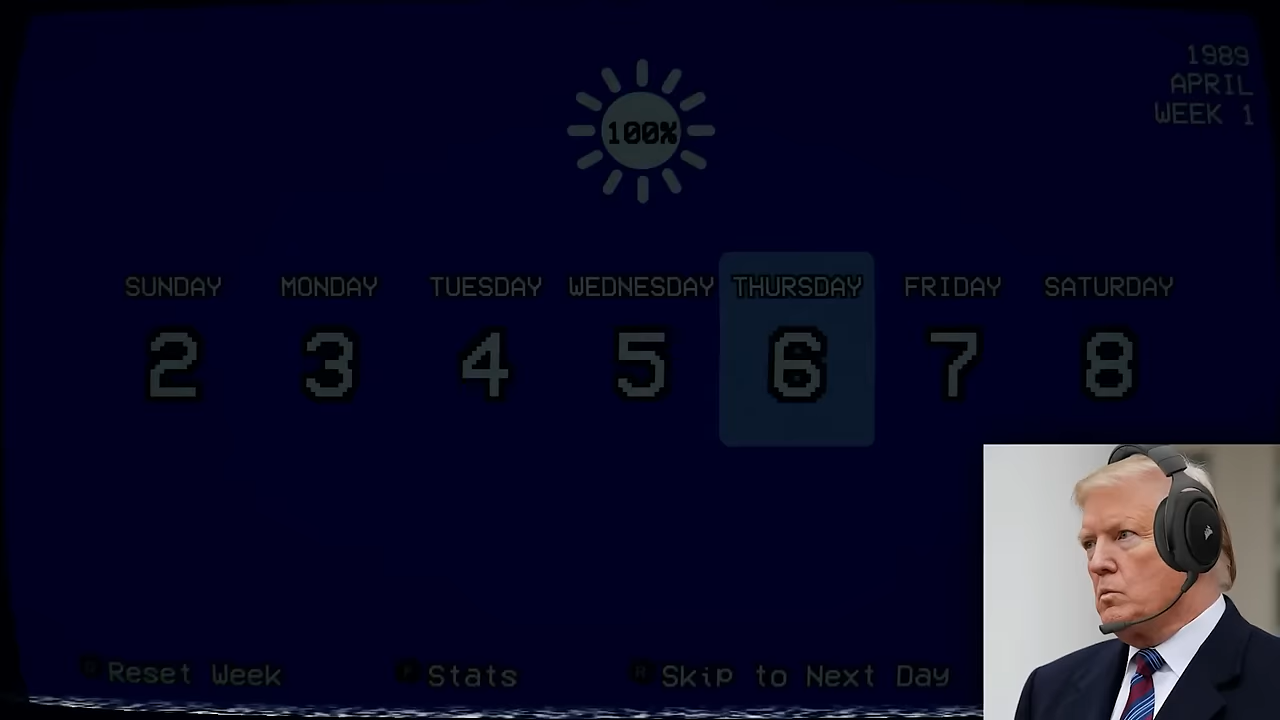 1989
APRIL
WEEK 1
100%
SUNDAY MONDAY TUESDAY WEDNESDAY THURSDAY FRIDAY SATURDAY
2 3 4 5 6 7 8
Reset Week Stats R Skip to Next Day